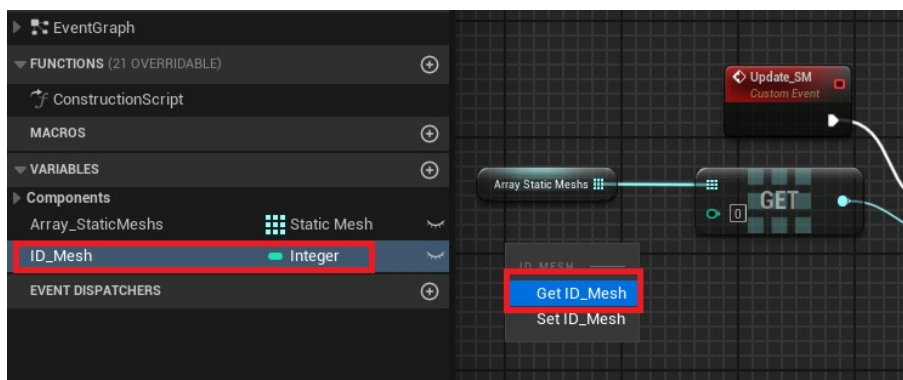 EventGraph
FUNCTIONS (21 OVERRIDABLE)
ConstructionScript
MACROS
VARIABLES
Components
Array_StaticMeshs Static Mesh
ID_Mesh Integer
EVENT DISPATCHERS
Update_SM
Custom Event
Array Static Meshs
GET
0
ID_MESH
Get ID_Mesh
Set ID_Mesh